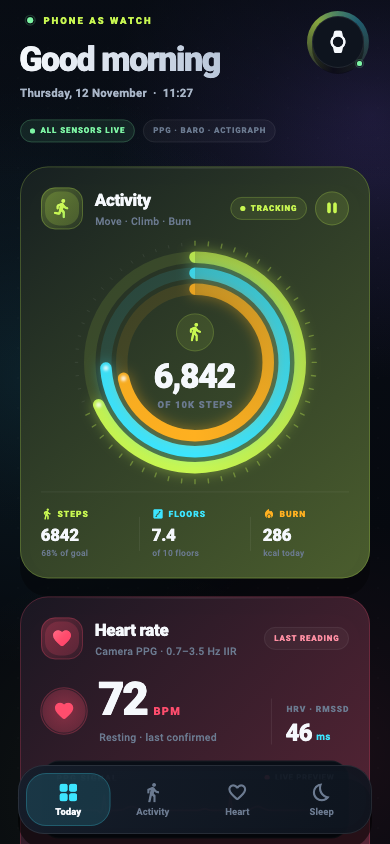 PHONE AS WATCH
Good morning
Thursday, 12 November · 11:27
ALL SENSORS LIVE
PPG · BARO · ACTIGRAPH
Activity
Move · Climb · Burn
TRACKING
6,842
OF 10K STEPS
STEPS
6842
68% of goal
FLOORS
7.4
of 10 floors
BURN
286
kcal today
Heart rate
Camera PPG · 0.7–3.5 Hz IIR
LAST READING
72 BPM
Resting · last confirmed
HRV · RMSSD
46 ms
Today
Activity
Heart
Sleep